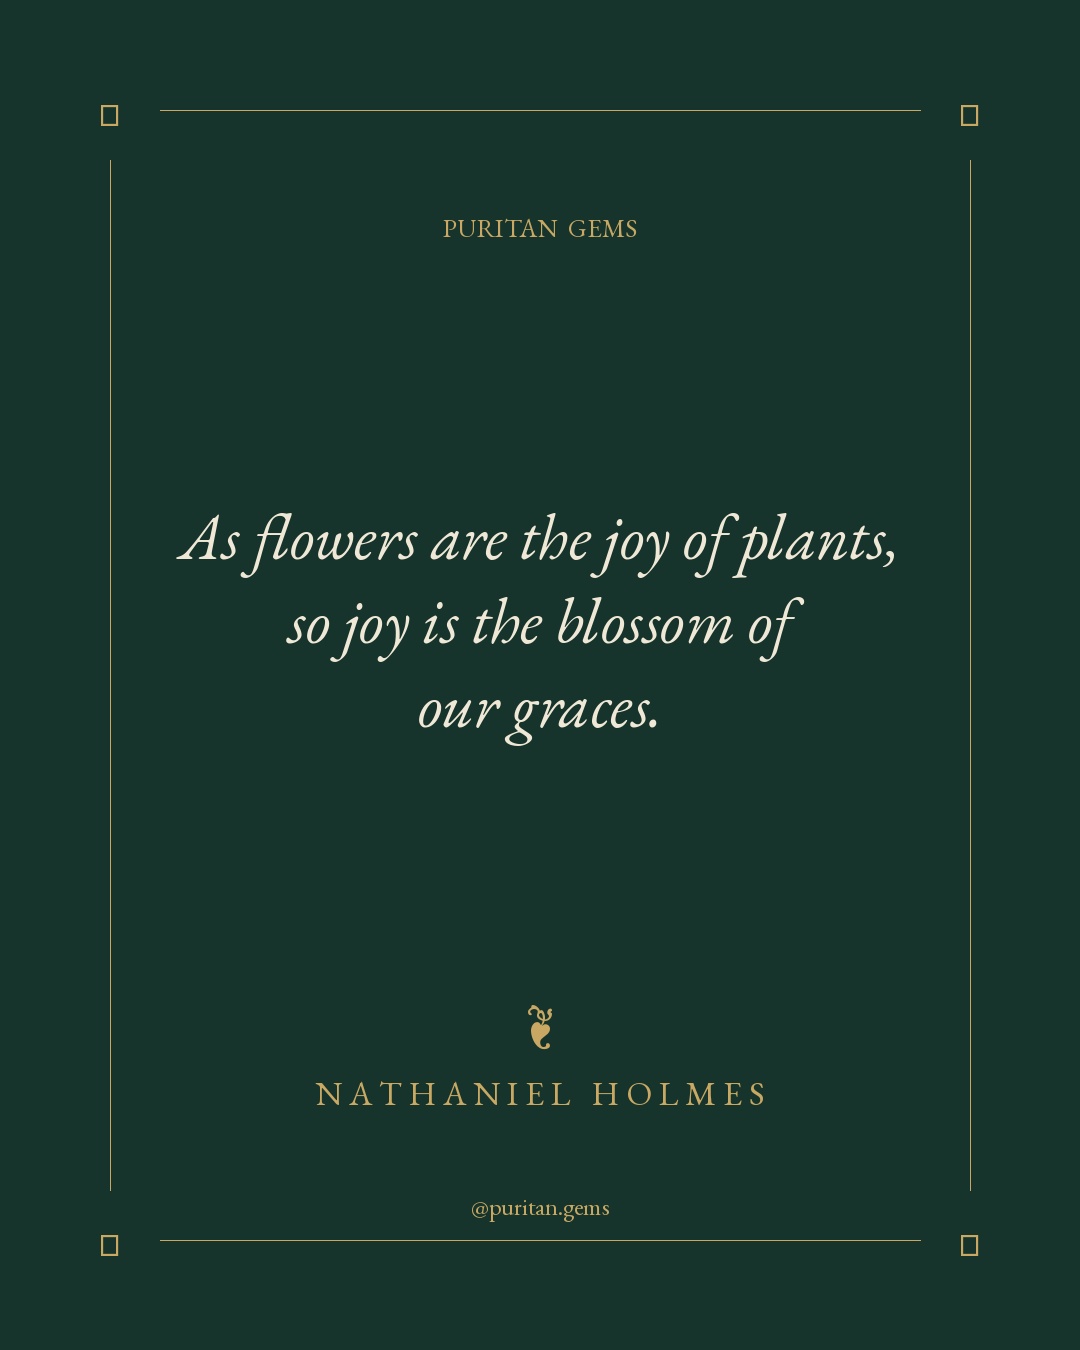 PURITAN GEMS
As flowers are the joy of plants,
so joy is the blossom of
our graces.
❦
NATHANIEL HOLMES
@puritan.gems